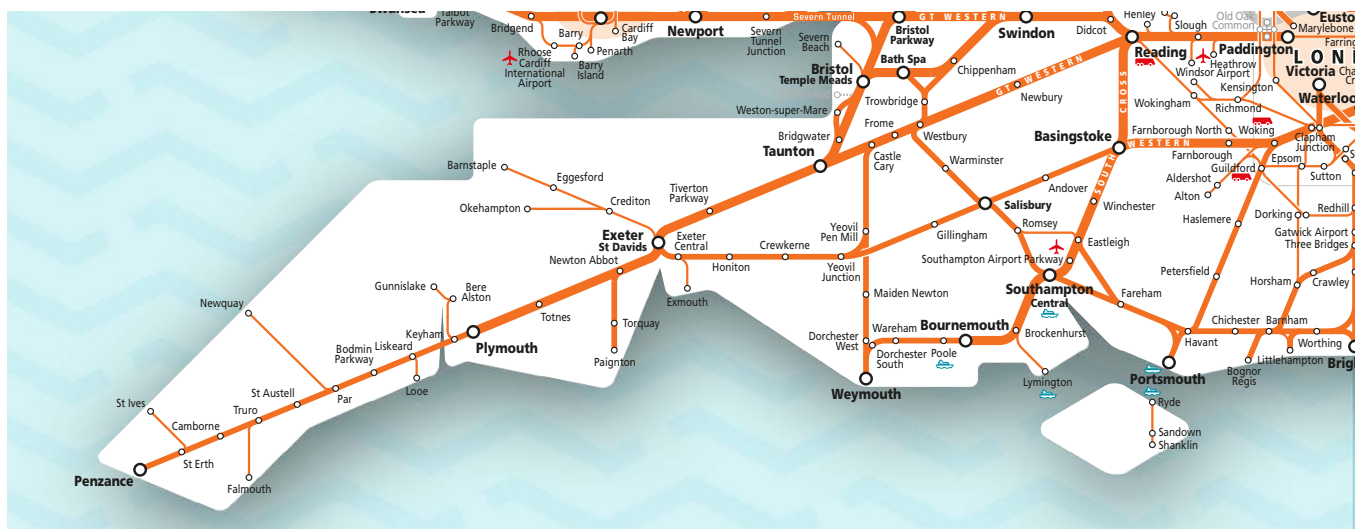 Parkway
Bridgend
Barry
Cardiff
Bay
Penarth
Barry
Island
Rhoose
Cardiff
International
Airport
Newport
Severn
Tunnel
Junction
Severn Tunnel
Severn
Beach
Bristol
Parkway
GT WESTERN
Swindon
Didcot
Henley
Slough
Old Oak
Common
Marylebone
Reading
Paddington
Heathrow
Airport
Windsor
Kensington
Richmond
Victoria
Wokingham
Bristol
Temple Meads
Bath Spa
Chippenham
Trowbridge
GT WESTERN
Newbury
CROSS
Weston-super-Mare
Bridgwater
Frome
Westbury
Taunton
Castle
Cary
Warminster
Basingstoke
SOUTH
WESTERN
Farnborough North
Woking
Clapham
Junction
Farnborough
Guildford
Epsom
Sutton
Aldershot
Alton
Andover
Winchester
Haslemere
Dorking
Redhill
Gatwick Airport
Three Bridges
Barnstaple
Eggesford
Okehampton
Crediton
Tiverton
Parkway
Exeter
St Davids
Exeter
Central
Honiton
Crewkerne
Yeovil
Pen Mill
Yeovil
Junction
Gillingham
Salisbury
Romsey
Eastleigh
Southampton Airport Parkway
Southampton
Central
Petersfield
Horsham
Crawley
Newton Abbot
Exmouth
Gunnislake
Bere
Alston
Newquay
Totnes
Torquay
Paignton
Keyham
Plymouth
Liskeard
Bodmin
Parkway
Looe
Par
St Austell
Truro
Camborne
St Ives
St Erth
Penzance
Falmouth
Maiden Newton
Dorchester
West
Dorchester
South
Wareham
Poole
Bournemouth
Weymouth
Brockenhurst
Lymington
Fareham
Havant
Chichester
Barnham
Worthing
Littlehampton
Bognor
Regis
Portsmouth
Ryde
Sandown
Shanklin